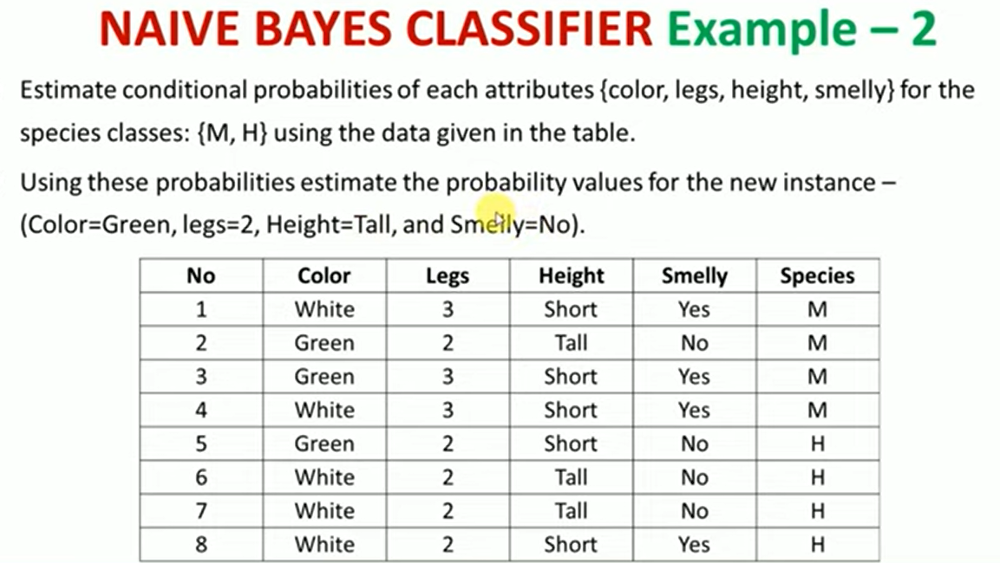 NAIVE BAYES CLASSIFIER Example – 2
Estimate conditional probabilities of each attributes {color, legs, height, smelly} for the
species classes: {M, H} using the data given in the table.
Using these probabilities estimate the probability values for the new instance –
(Color=Green, legs=2, Height=Tall, and Smelly=No).
No Color Legs Height Smelly Species
1 White 3 Short Yes M
2 Green 2 Tall No M
3 Green 3 Short Yes M
4 White 3 Short Yes M
5 Green 2 Short No H
6 White 2 Tall No H
7 White 2 Tall No H
8 White 2 Short Yes H